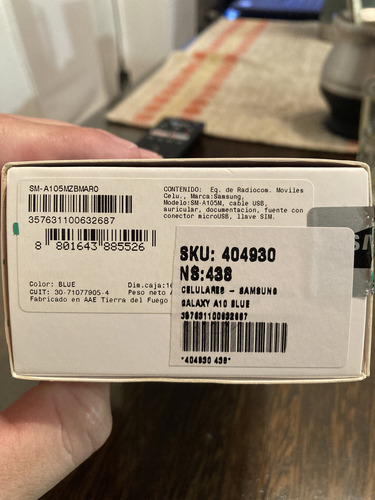 SM-A105MZBMARO
357631100632687
8 801643 885526
CONTENIDO: Eq. de Radiocom. Moviles
Celu., Marca:Samsung,
Modelo:SM-A105M, cable USB,
auricular, documentacion, fuente con
conector microUSB, llave SIM.
Color: BLUE
Dim.caja:16
CUIT: 30-71077905-4
Peso neto A
Fabricado en AAE Tierra del Fuego
SKU: 404930
NS:438
CELULARES - SAMSUNG
GALAXY A10 BLUE
357631100632687
*404930 438*